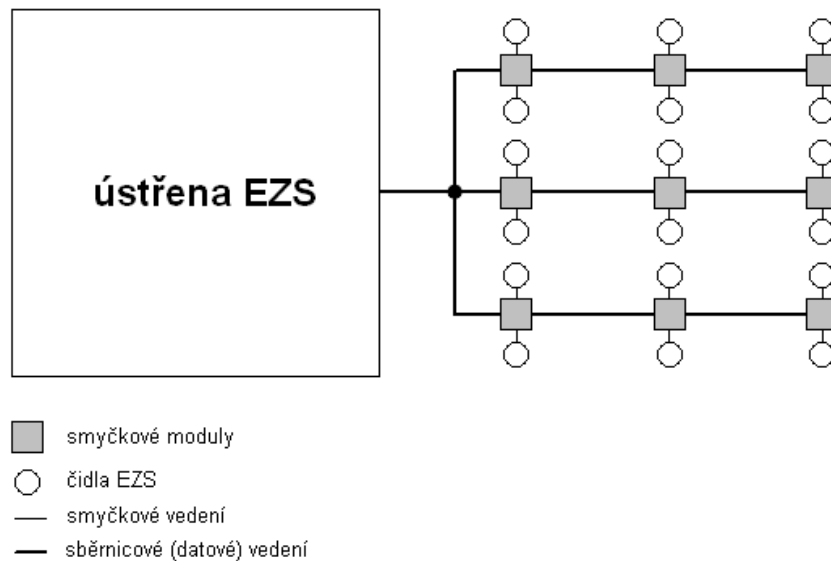 ústřena EZS
smyčkové moduly
čidla EZS
smyčkové vedení
sběrnicové (datové) vedení